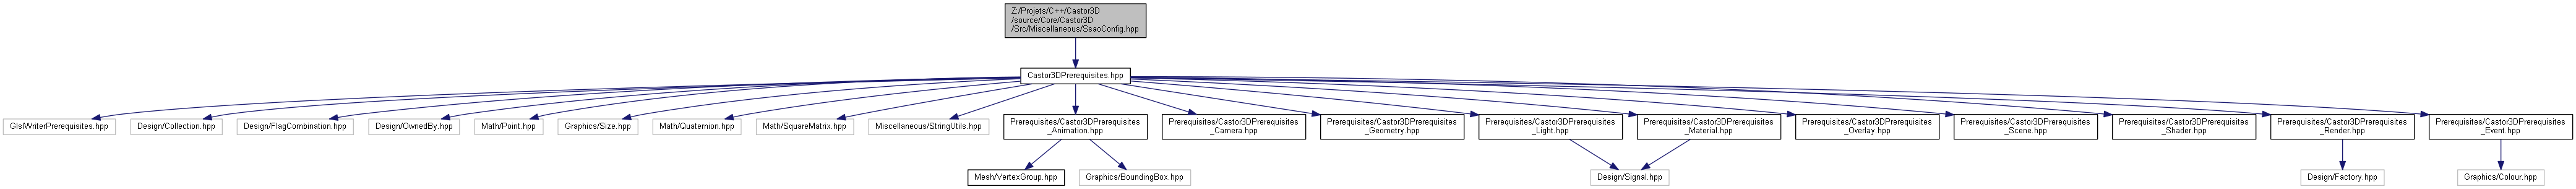 Z:/Projets/C++/Castor3D
/source/Core/Castor3D
/Src/Miscellaneous/SsaoConfig.hpp
Castor3DPrerequisites.hpp
GlslWriterPrerequisites.hpp
Design/Collection.hpp
Design/FlagCombination.hpp
Design/OwnedBy.hpp
Math/Point.hpp
Graphics/Size.hpp
Math/Quaternion.hpp
Math/SquareMatrix.hpp
Miscellaneous/StringUtils.hpp
Prerequisites/Castor3DPrerequisites
_Animation.hpp
Prerequisites/Castor3DPrerequisites
_Camera.hpp
Prerequisites/Castor3DPrerequisites
_Geometry.hpp
Prerequisites/Castor3DPrerequisites
_Light.hpp
Prerequisites/Castor3DPrerequisites
_Material.hpp
Prerequisites/Castor3DPrerequisites
_Overlay.hpp
Prerequisites/Castor3DPrerequisites
_Scene.hpp
Prerequisites/Castor3DPrerequisites
_Shader.hpp
Prerequisites/Castor3DPrerequisites
_Render.hpp
Prerequisites/Castor3DPrerequisites
_Event.hpp
Mesh/VertexGroup.hpp
Graphics/BoundingBox.hpp
Design/Signal.hpp
Design/Factory.hpp
Graphics/Colour.hpp